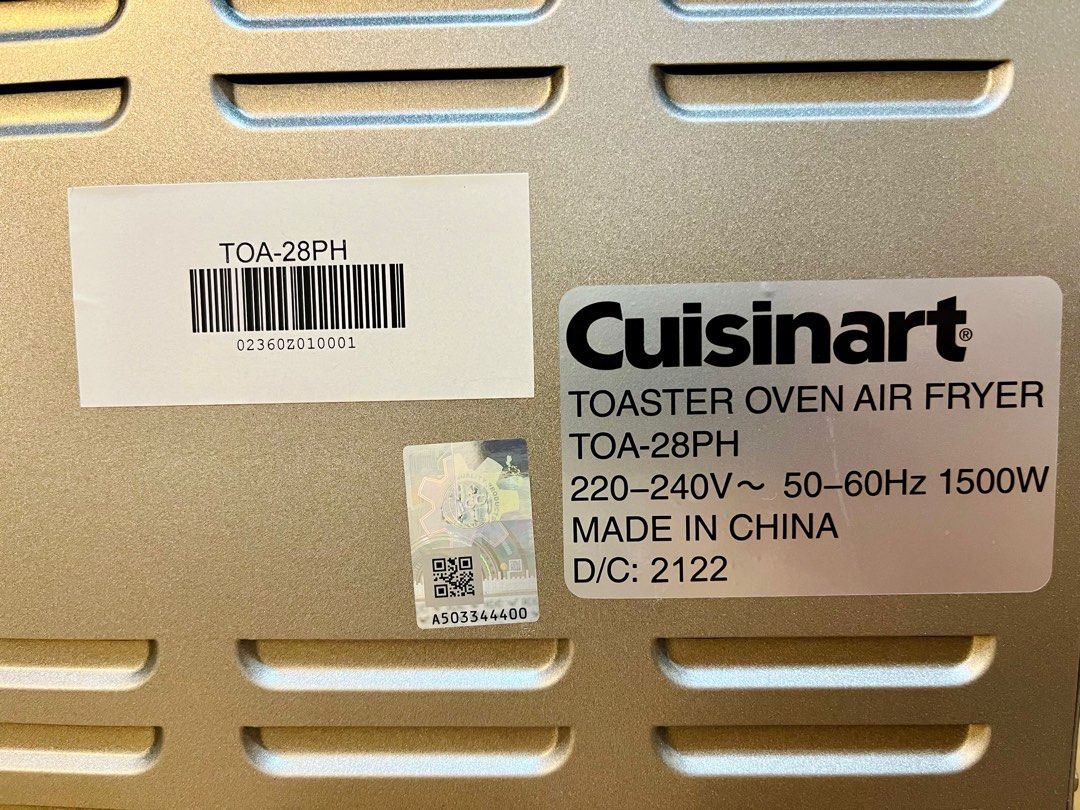 TOA-28PH
02360Z010001
Cuisinart®
TOASTER OVEN AIR FRYER
TOA-28PH
220–240V～ 50–60Hz 1500W
MADE IN CHINA
D/C: 2122
A503344400